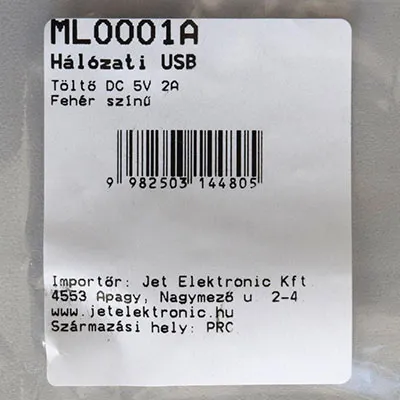 ML0001A
Hálózati USB
Töltő DC 5V 2A
Fehér színű
9 982503 144805
Importőr: Jet Elektronic Kft
4553 Apagy, Nagymező u 2-4
www.jetelektronic.hu
Származási hely: PRC